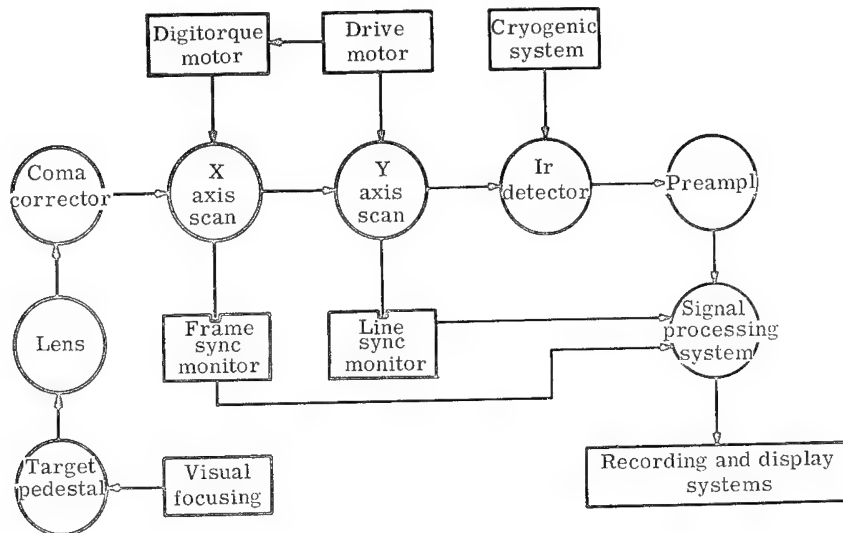 Digitorque
motor
Drive
motor
Cryogenic
system
Coma
corrector
X
axis
scan
Y
axis
scan
Ir
detector
Preampl
Lens
Frame
sync
monitor
Line
sync
monitor
Signal
processing
system
Target
pedestal
Visual
focusing
Recording and display
systems